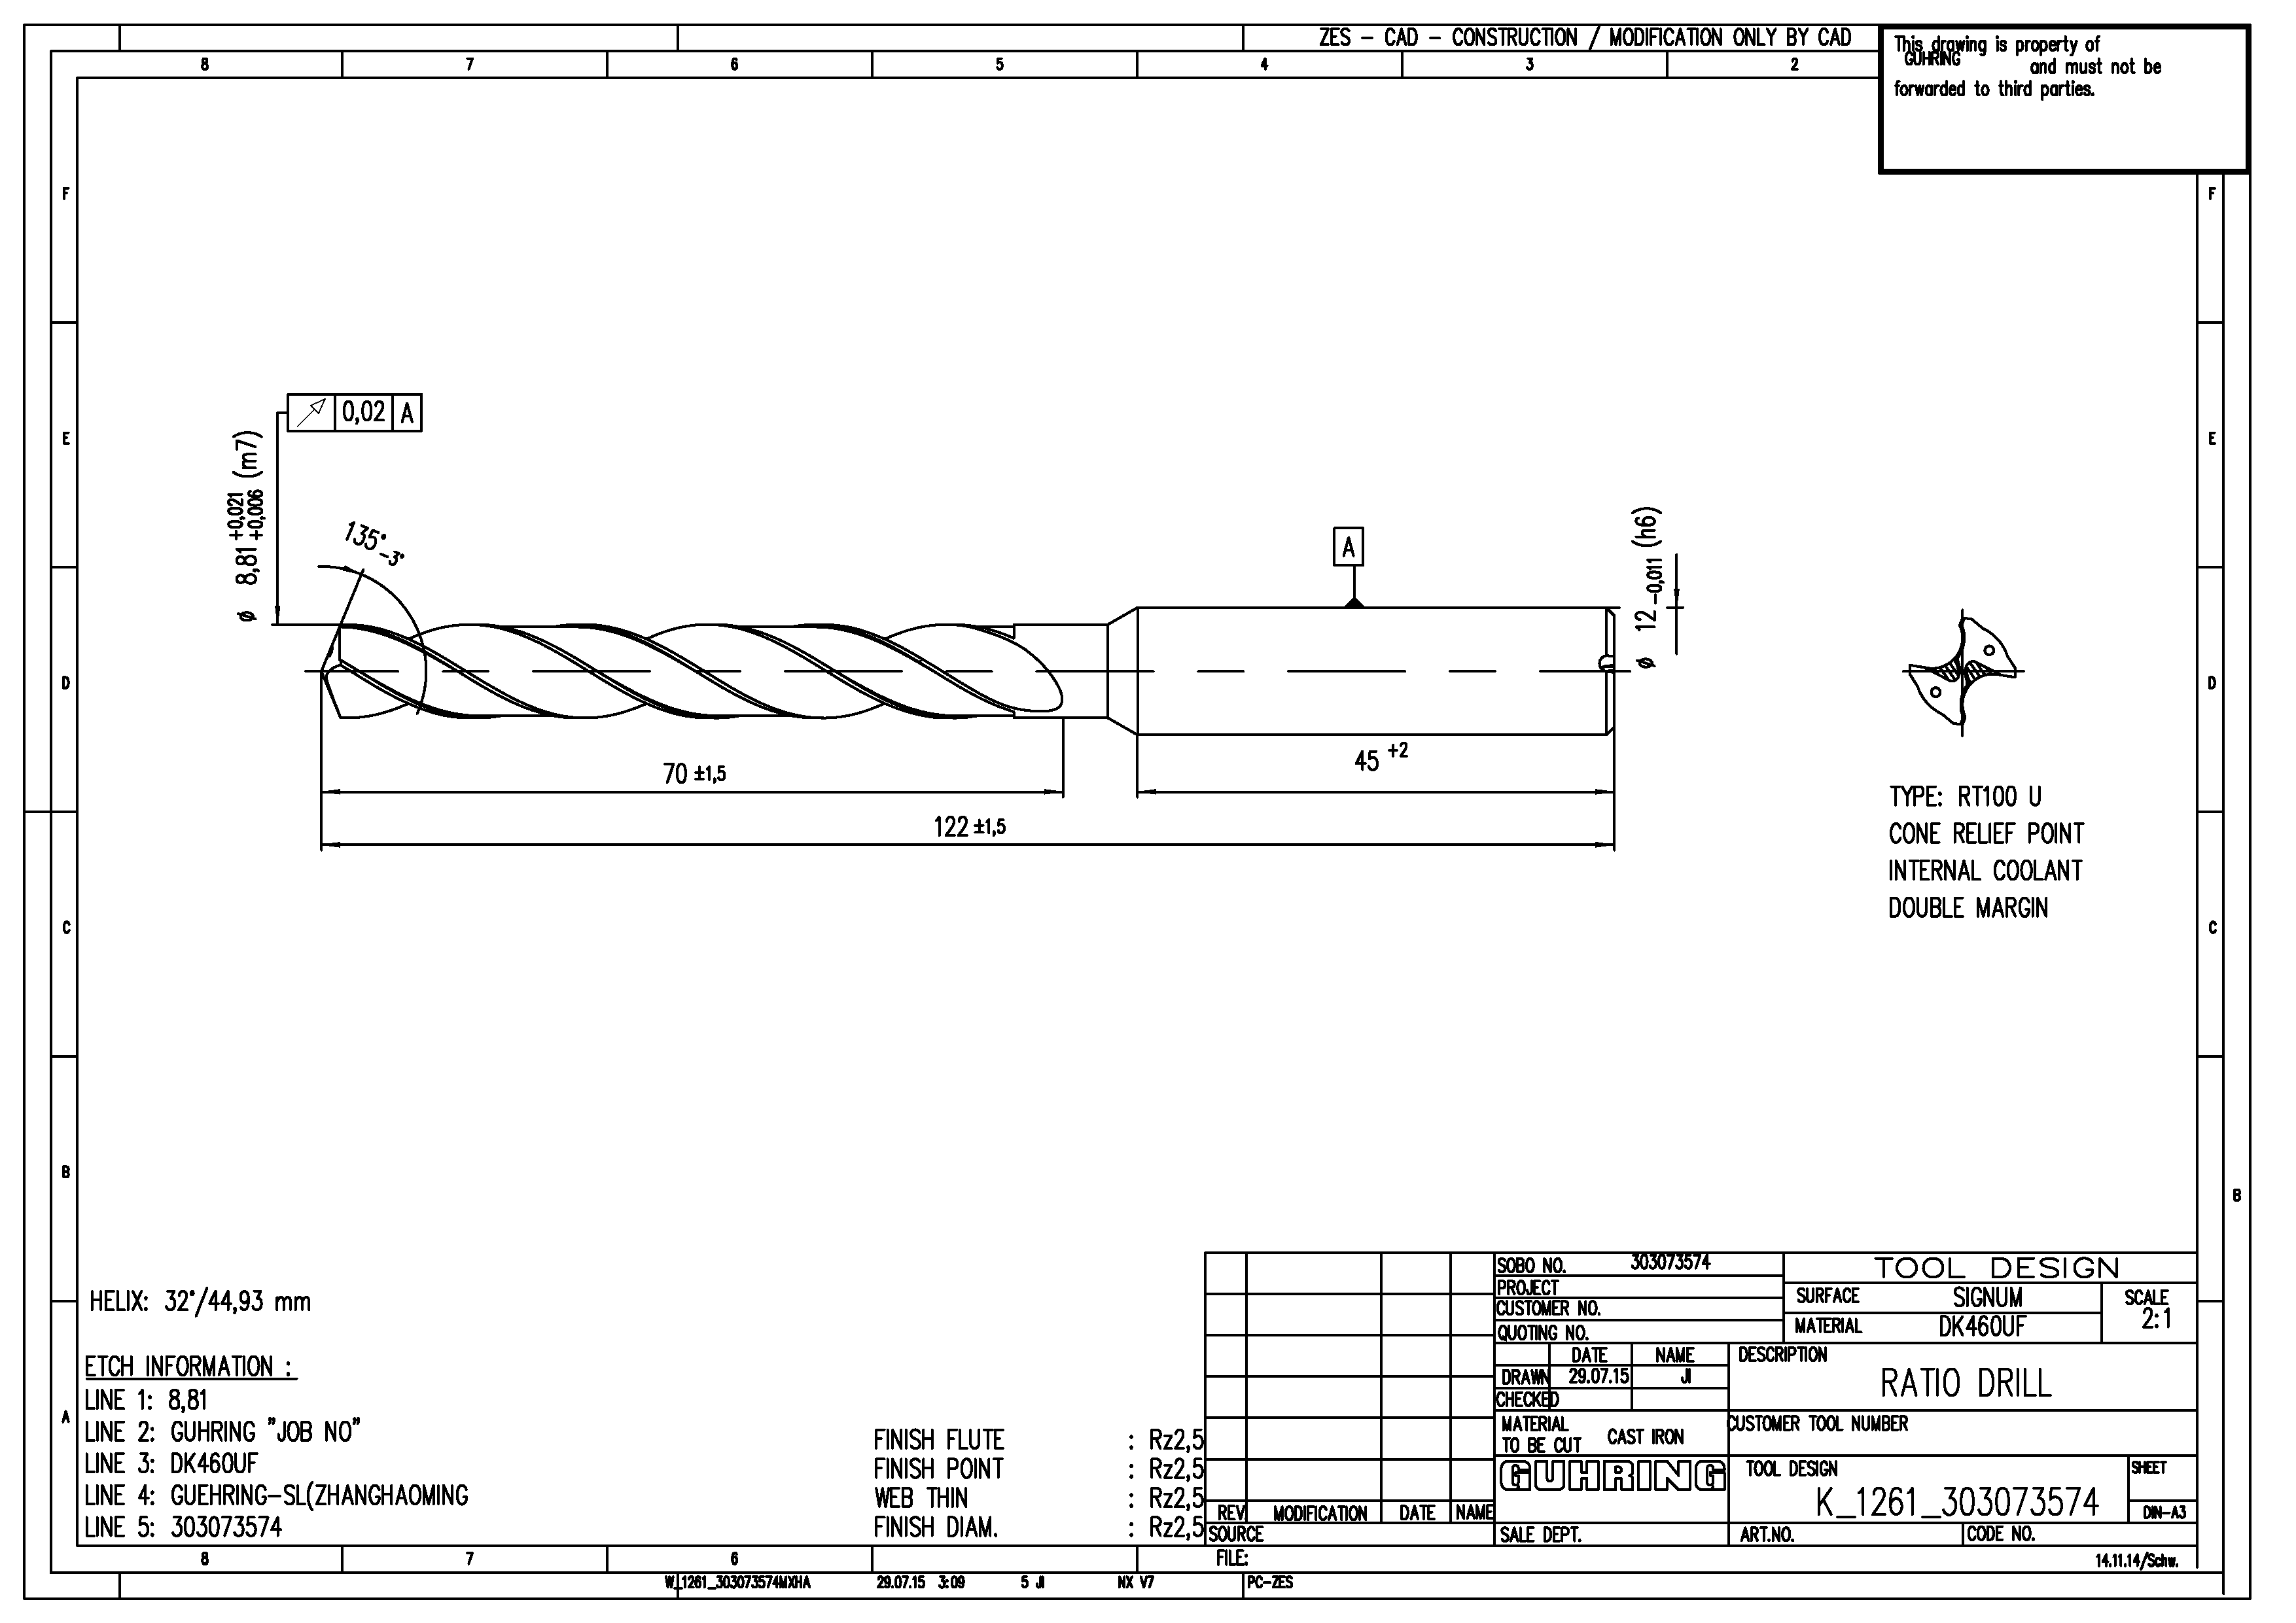 ZES - CAD - CONSTRUCTION / MODIFICATION ONLY BY CAD
This drawing is property of
GUHRING
and must not be
forwarded to third parties.
8 7 6 5 4 3 2
F F
E E
D D
C C
B B
A
0,02 A
ø 8,81 +0,021 +0,006 (m7)
135° -3°
A
ø 12 -0,011 (h6)
70 ±1,5
45 +2
122 ±1,5
TYPE: RT100 U
CONE RELIEF POINT
INTERNAL COOLANT
DOUBLE MARGIN
HELIX: 32°/44,93 mm
ETCH INFORMATION :
LINE 1: 8,81
LINE 2: GUHRING "JOB NO"
LINE 3: DK460UF
LINE 4: GUEHRING-SL(ZHANGHAOMING
LINE 5: 303073574
FINISH FLUTE : Rz2,5
FINISH POINT : Rz2,5
WEB THIN : Rz2,5
FINISH DIAM. : Rz2,5
REV MODIFICATION DATE NAME
SOURCE
FILE:
SOBO NO. 303073574
PROJECT
CUSTOMER NO.
QUOTING NO.
DATE NAME
DRAWN 29.07.15 JI
CHECKED
MATERIAL
TO BE CUT CAST IRON
GUHRING
SALE DEPT.
TOOL DESIGN
SURFACE SIGNUM
MATERIAL DK460UF
SCALE
2:1
DESCRIPTION
RATIO DRILL
CUSTOMER TOOL NUMBER
TOOL DESIGN
K_1261_303073574
SHEET
DIN-A3
ART.NO. CODE NO.
14.11.14/Schw.
8 7 6
W_1261_303073574MXHA 29.07.15 3:09 5 JI NX V7 PC-ZES